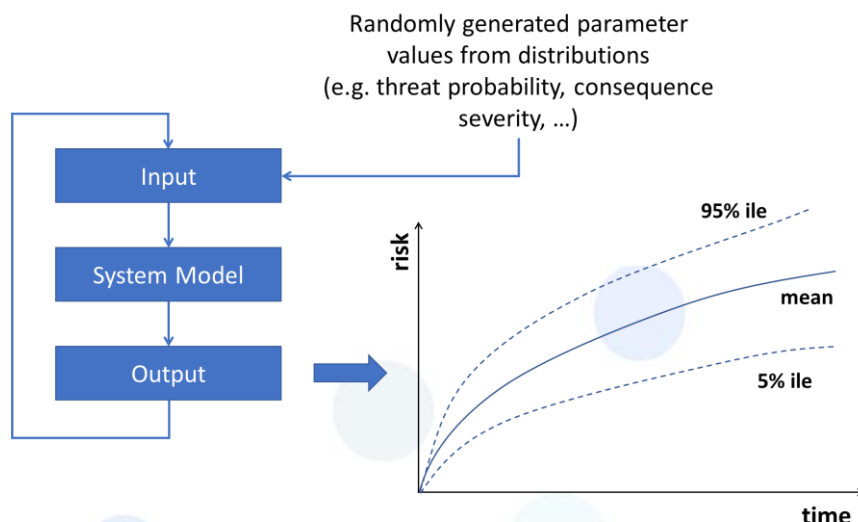 Randomly generated parameter
values from distributions
(e.g. threat probability, consequence
severity, …)
Input
System Model
Output
risk
95% ile
mean
5% ile
time